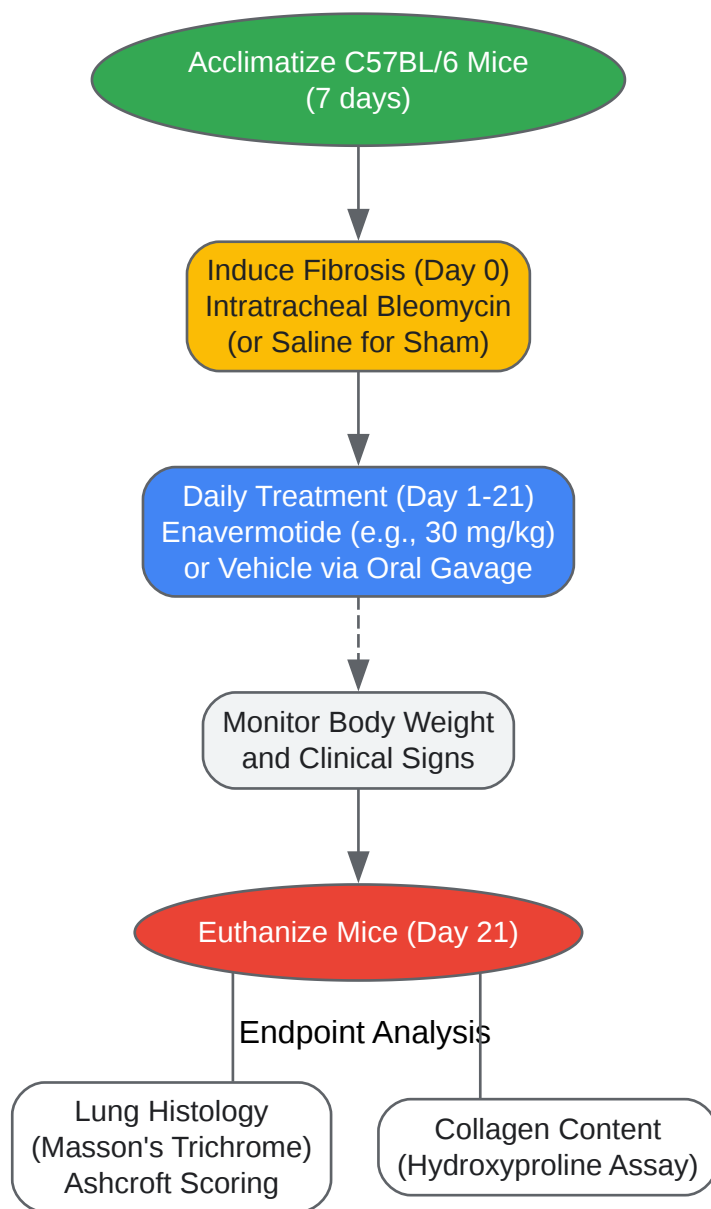 Acclimatize C57BL/6 Mice
(7 days)
Induce Fibrosis (Day 0)
Intratracheal Bleomycin
(or Saline for Sham)
Daily Treatment (Day 1-21)
Enavermotide (e.g., 30 mg/kg)
or Vehicle via Oral Gavage
Monitor Body Weight
and Clinical Signs
Euthanize Mice (Day 21)
Endpoint Analysis
Lung Histology
(Masson's Trichrome)
Ashcroft Scoring
Collagen Content
(Hydroxyproline Assay)